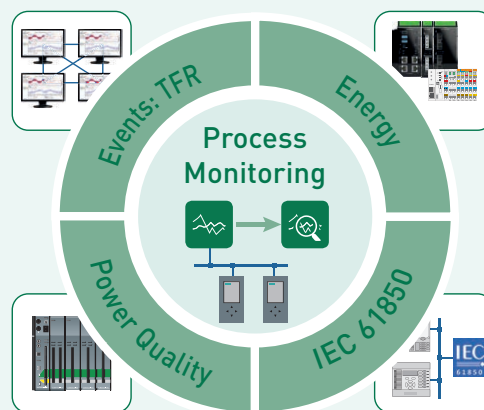 Events: TFR
Energy
Process
Monitoring
Power Quality
IEC 61850
IEC
61850